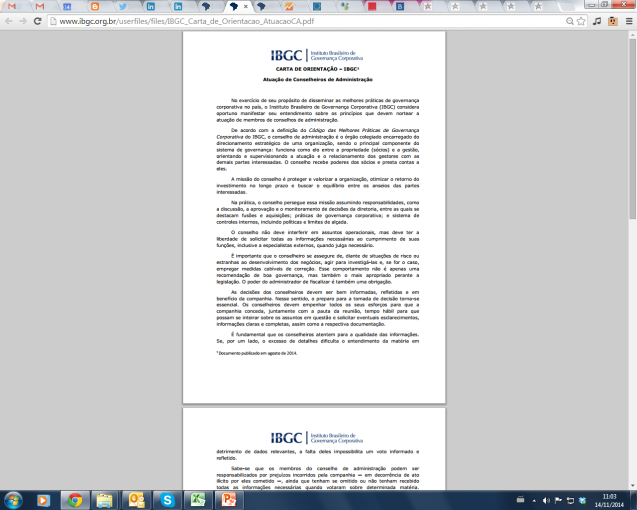 www.ibgc.org.br/userfiles/files/IBGC_Carta_de_Orientacao_AtuacaoCA.pdf
IBGC Instituto Brasileiro de
Governança Corporativa
CARTA DE ORIENTAÇÃO – IBGC¹
Atuação de Conselheiros de Administração
No exercício de seu propósito de disseminar as melhores práticas de governança
corporativa no país, o Instituto Brasileiro de Governança Corporativa (IBGC) considera
oportuno manifestar seu entendimento sobre os princípios que devem nortear a
atuação de membros de conselhos de administração.
De acordo com a definição do Código das Melhores Práticas de Governança
Corporativa do IBGC, o conselho de administração é o órgão colegiado encarregado do
direcionamento estratégico de uma organização, sendo o principal componente do
sistema de governança: funciona como elo entre a propriedade (sócios) e a gestão,
orientando e supervisionando a atuação e o relacionamento dos gestores com as
demais partes interessadas. O conselho recebe poderes dos sócios e presta contas a
eles.
A missão do conselho é proteger e valorizar a organização, otimizar o retorno do
investimento no longo prazo e buscar o equilíbrio entre os anseios das partes
interessadas.
Na prática, o conselho persegue essa missão assumindo responsabilidades, como
a discussão, a aprovação e o monitoramento de decisões da diretoria, entre as quais se
destacam fusões e aquisições; práticas de governança corporativa; e sistema de
controles internos, incluindo políticas e limites de alçada.
O conselho não deve interferir em assuntos operacionais, mas deve ter a
liberdade de solicitar todas as informações necessárias ao cumprimento de suas
funções, inclusive a especialistas externos, quando julga necessário.
É importante que o conselheiro se assegure de, diante de situações de risco ou
estranhas ao desenvolvimento dos negócios, agir para investigá-las e, se for o caso,
empregar medidas cabíveis de correção. Esse comportamento não é apenas uma
recomendação de boa governança, mas também o mais apropriado perante a
legislação. O poder do administrador de fiscalizar é também uma obrigação.
As decisões dos conselheiros devem ser bem informadas, refletidas e em
benefício da companhia. Nesse sentido, o preparo para a tomada de decisão torna-se
essencial. Os conselheiros devem empenhar todos os seus esforços para que a
companhia conceda, juntamente com a pauta da reunião, tempo hábil para que
possam se inteirar sobre os assuntos em questão e solicitar eventuais esclarecimentos,
informações claras e completas, assim como a respectiva documentação.
É fundamental que os conselheiros atentem para a qualidade das informações.
Se, por um lado, o excesso de detalhes dificulta o entendimento da matéria em
¹ Documento publicado em agosto de 2014.
IBGC Instituto Brasileiro de
Governança Corporativa
detrimento de dados relevantes, a falta deles impossibilita um voto informado e
refletido.
Sabe-se que os membros do conselho de administração podem ser
responsabilizados por prejuízos incorridos pela companhia — em decorrência de ato
ilícito por eles cometido —, ainda que tenham se omitido ou não tenham recebido
todas as informações necessárias quando votaram sobre determinada matéria.
11:03
14/11/2014